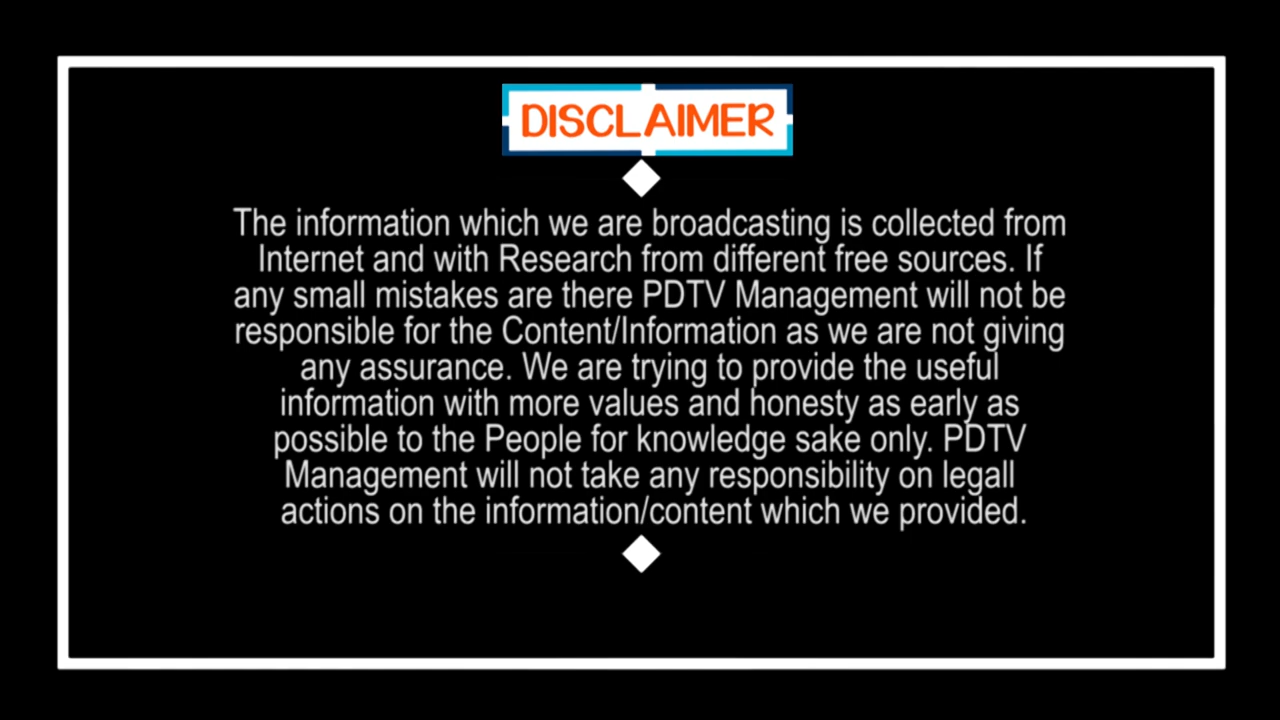 DISCLAIMER
The information which we are broadcasting is collected from
Internet and with Research from different free sources. If
any small mistakes are there PDTV Management will not be
responsible for the Content/Information as we are not giving
any assurance. We are trying to provide the useful
information with more values and honesty as early as
possible to the People for knowledge sake only. PDTV
Management will not take any responsibility on legall
actions on the information/content which we provided.